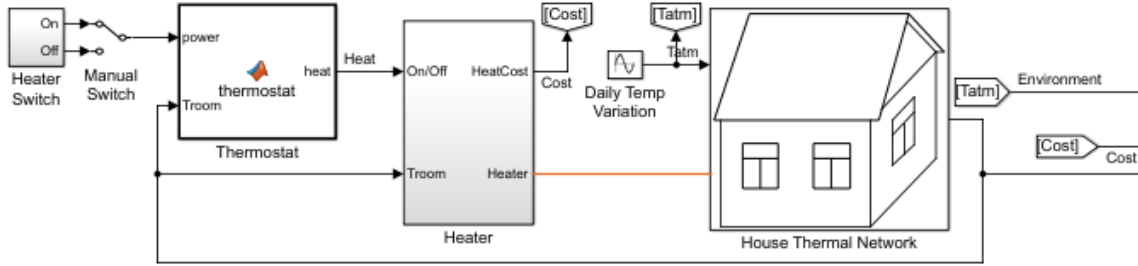 On
Off
Heater
Switch
Manual
Switch
power
Troom
heat
thermostat
Thermostat
Heat
On/Off
Troom
HeatCost
Heater
Heater
[Cost]
Cost
[Tatm]
Tatm
Daily Temp
Variation
House Thermal Network
[Tatm]
Environment
[Cost]
Cost